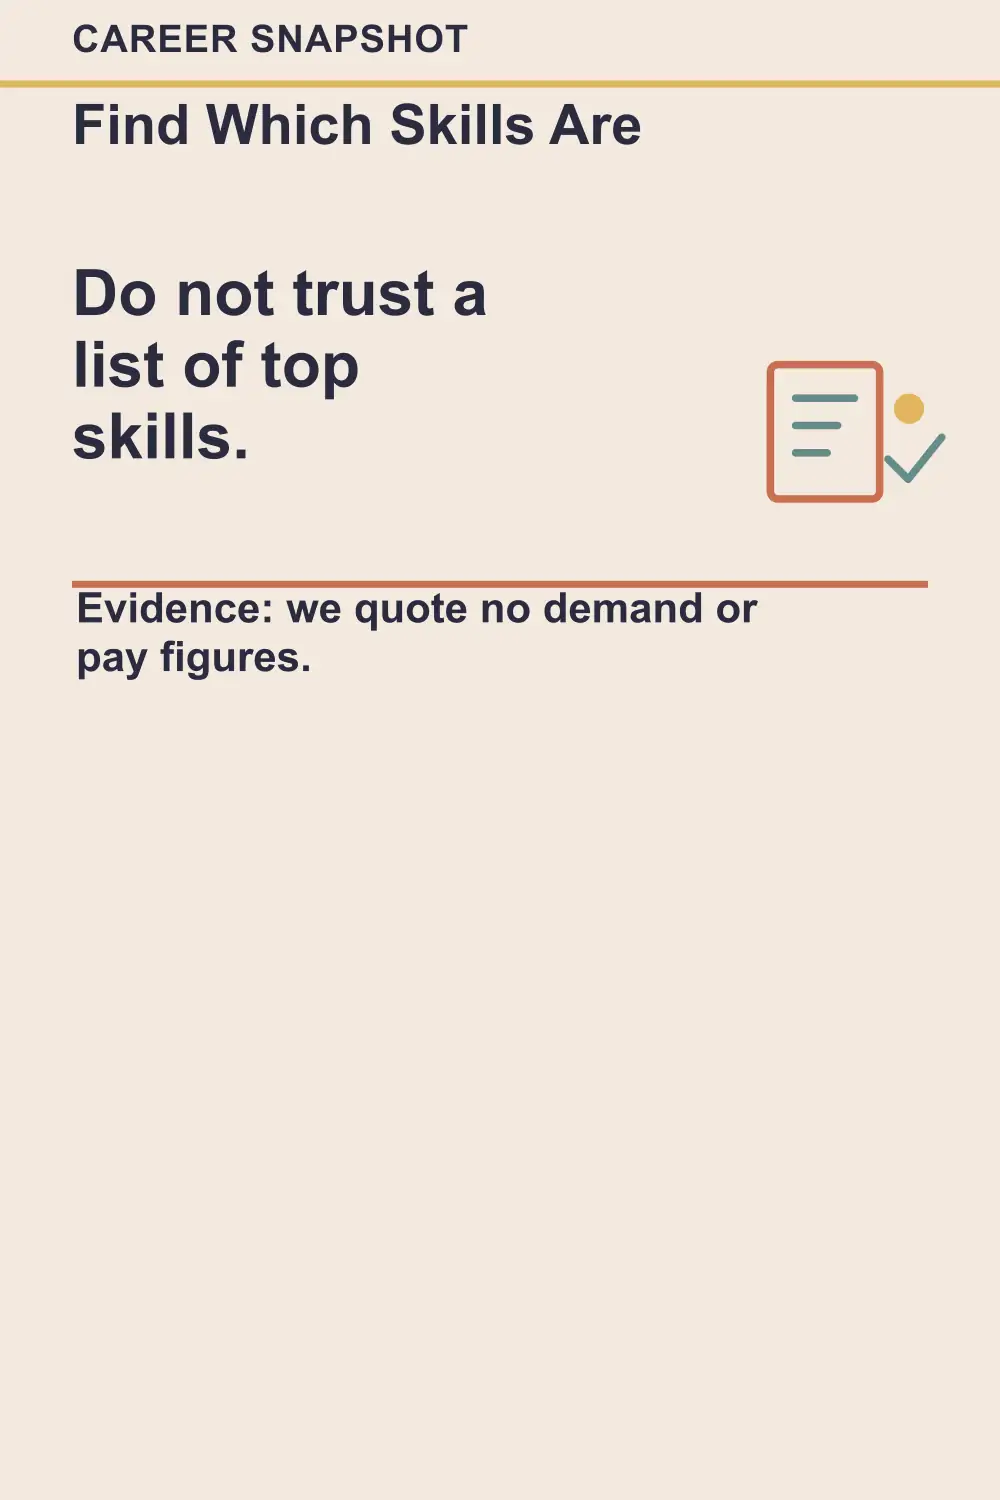 CAREER SNAPSHOT
Find Which Skills Are
Do not trust a
list of top
skills.
Evidence: we quote no demand or
pay figures.